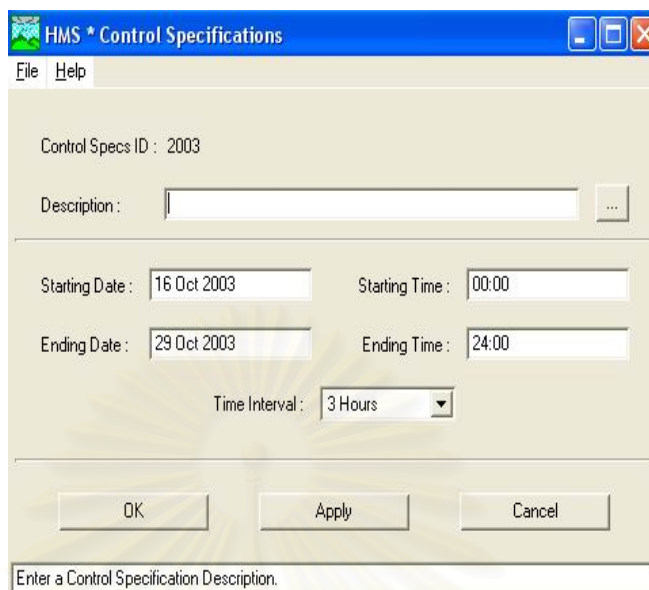 HMS * Control Specifications
File Help
Control Specs ID : 2003
Description :
...
Starting Date : 16 Oct 2003 Starting Time : 00:00
Ending Date : 29 Oct 2003 Ending Time : 24:00
Time Interval : 3 Hours
OK Apply Cancel
Enter a Control Specification Description.